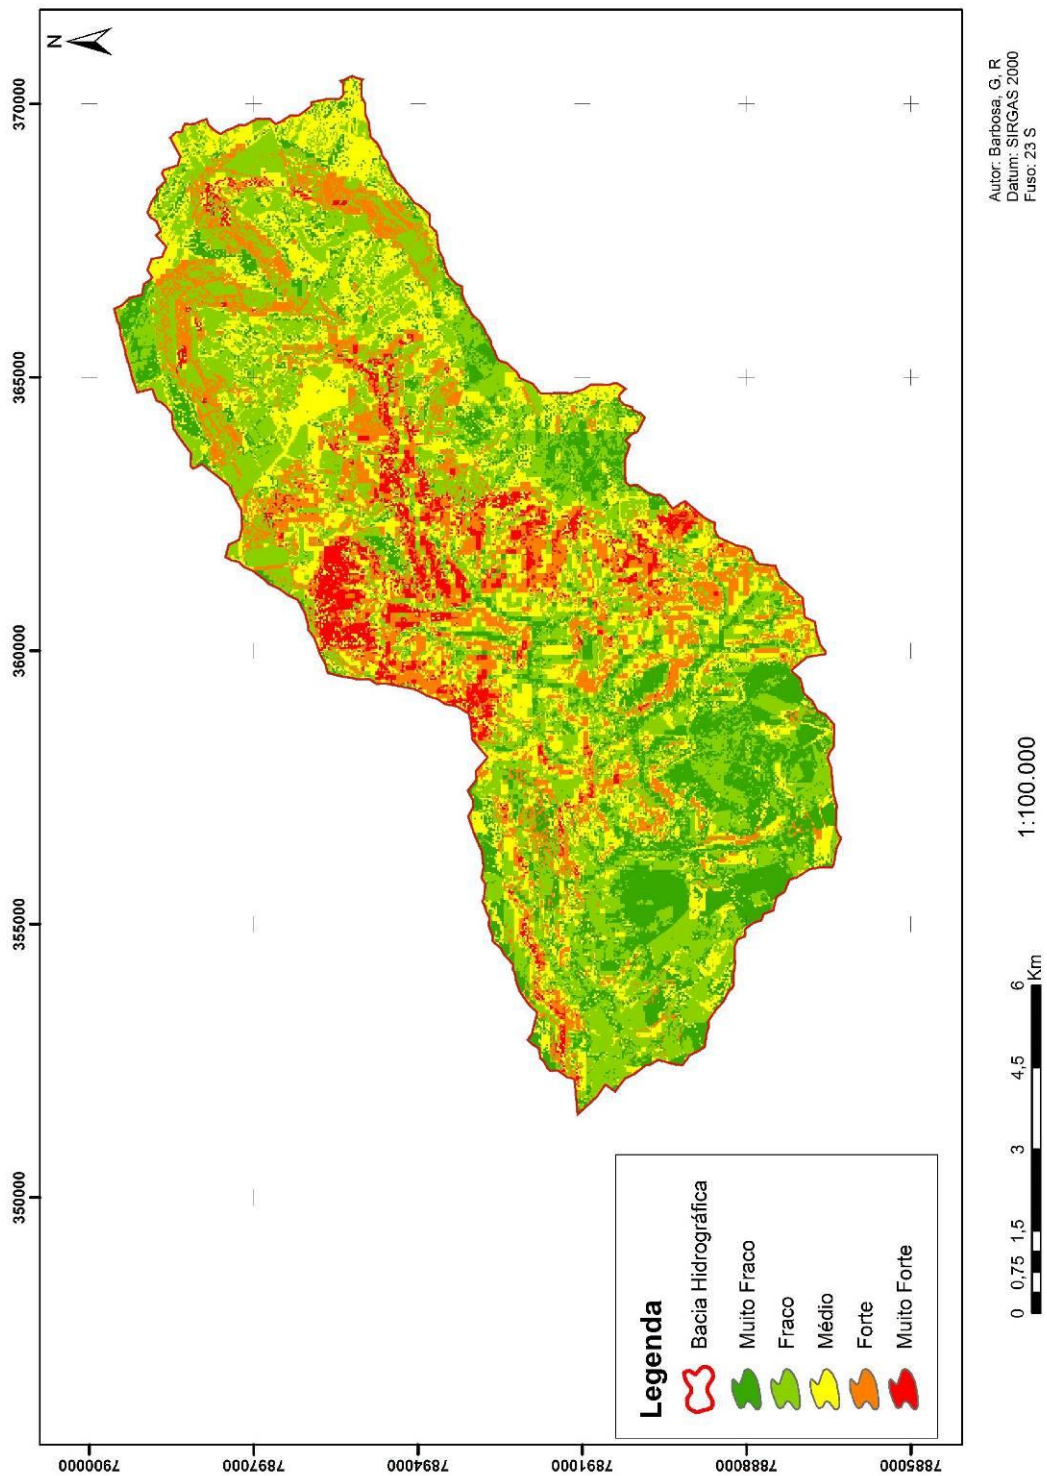 350000
355000
360000
365000
370000
N
7900000
7897000
7894000
7891000
7888000
7885000
Legenda
Bacia Hidrográfica
Muito Fraco
Fraco
Médio
Forte
Muito Forte
0 0,75 1,5 3 4,5 6
Km
1:100.000
Autor: Barbosa, G, R
Datum: SIRGAS 2000
Fuso: 23 S